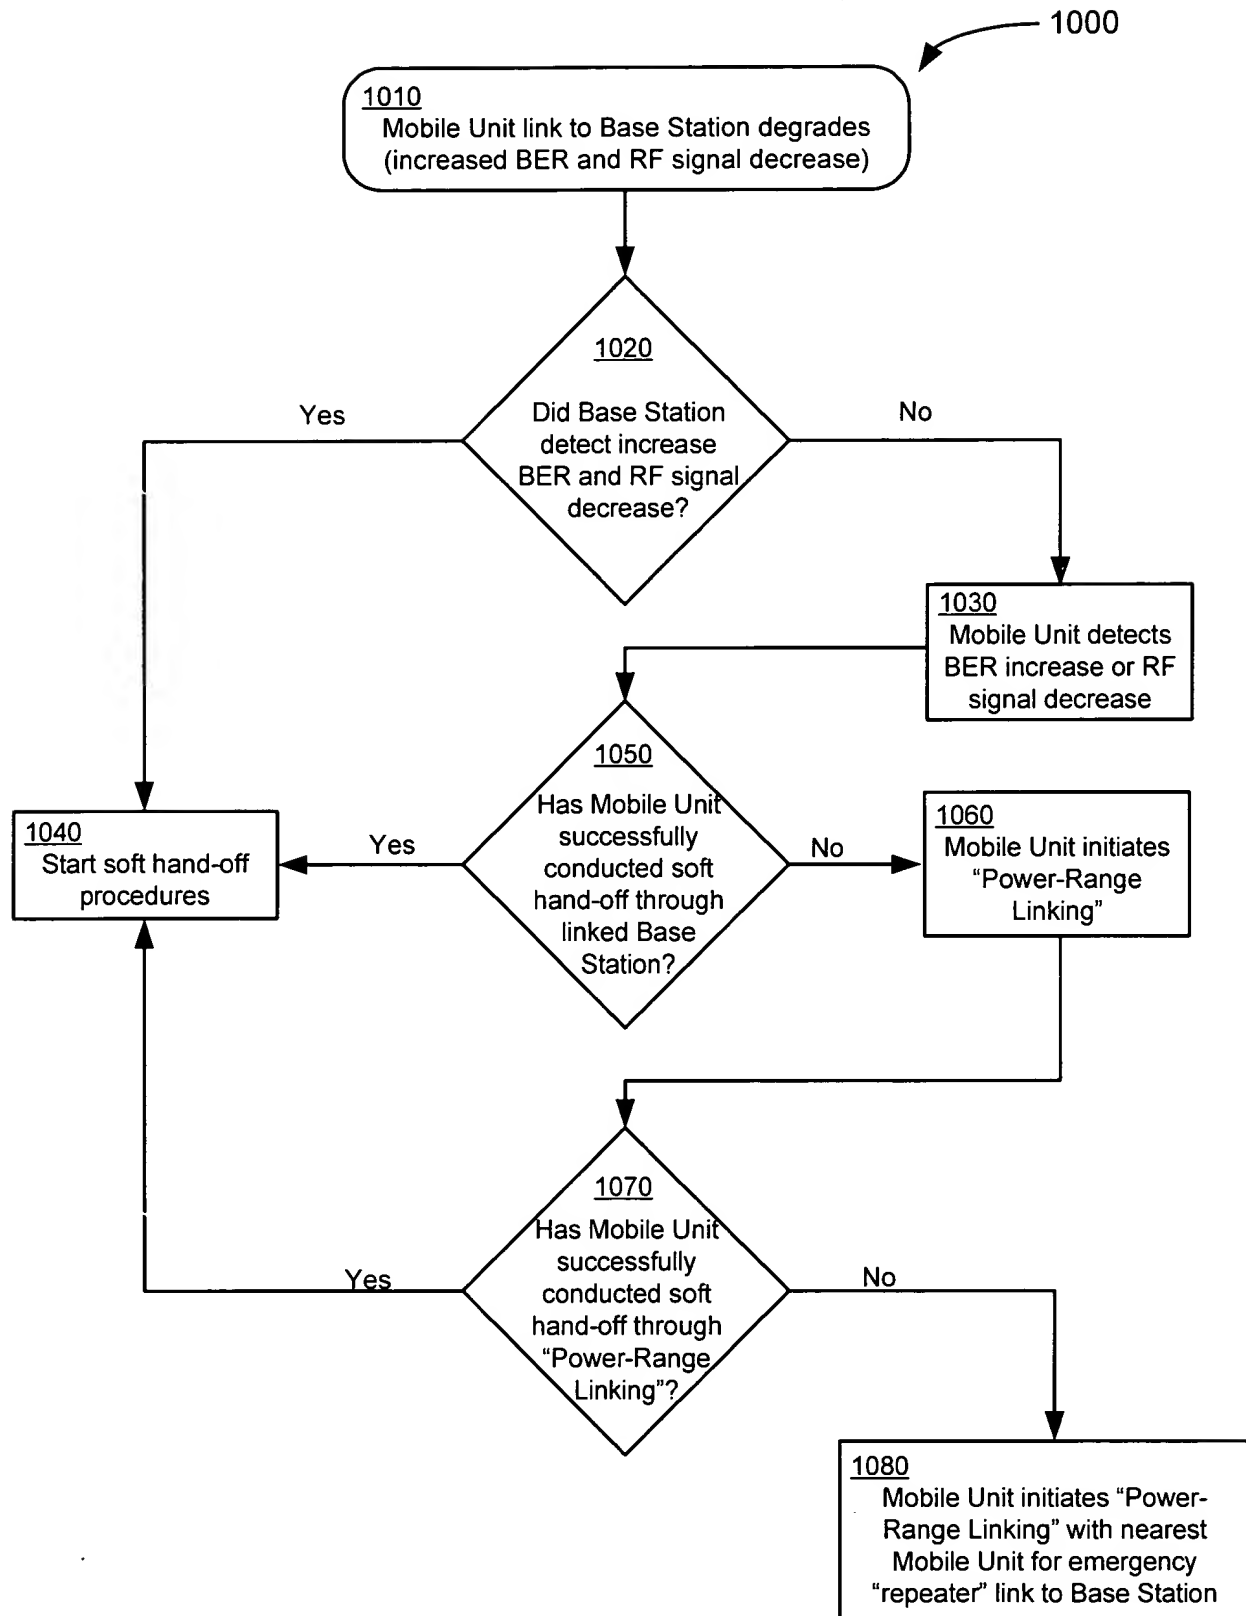 1000
1010
Mobile Unit link to Base Station degrades
(increased BER and RF signal decrease)
1020
Did Base Station
detect increase
BER and RF signal
decrease?
Yes
No
1030
Mobile Unit detects
BER increase or RF
signal decrease
1040
Start soft hand-off
procedures
1050
Has Mobile Unit
successfully
conducted soft
hand-off through
linked Base
Station?
Yes
No
1060
Mobile Unit initiates
“Power-Range
Linking”
1070
Has Mobile Unit
successfully
conducted soft
hand-off through
“Power-Range
Linking”?
Yes
No
1080
Mobile Unit initiates “Power-
Range Linking” with nearest
Mobile Unit for emergency
“repeater” link to Base Station